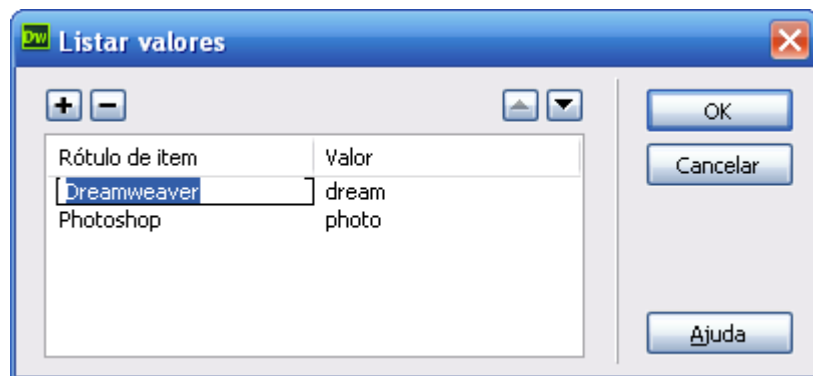 Dw Listar valores
+ -
OK
Cancelar
Rótulo de item Valor
Dreamweaver dream
Photoshop photo
Ajuda